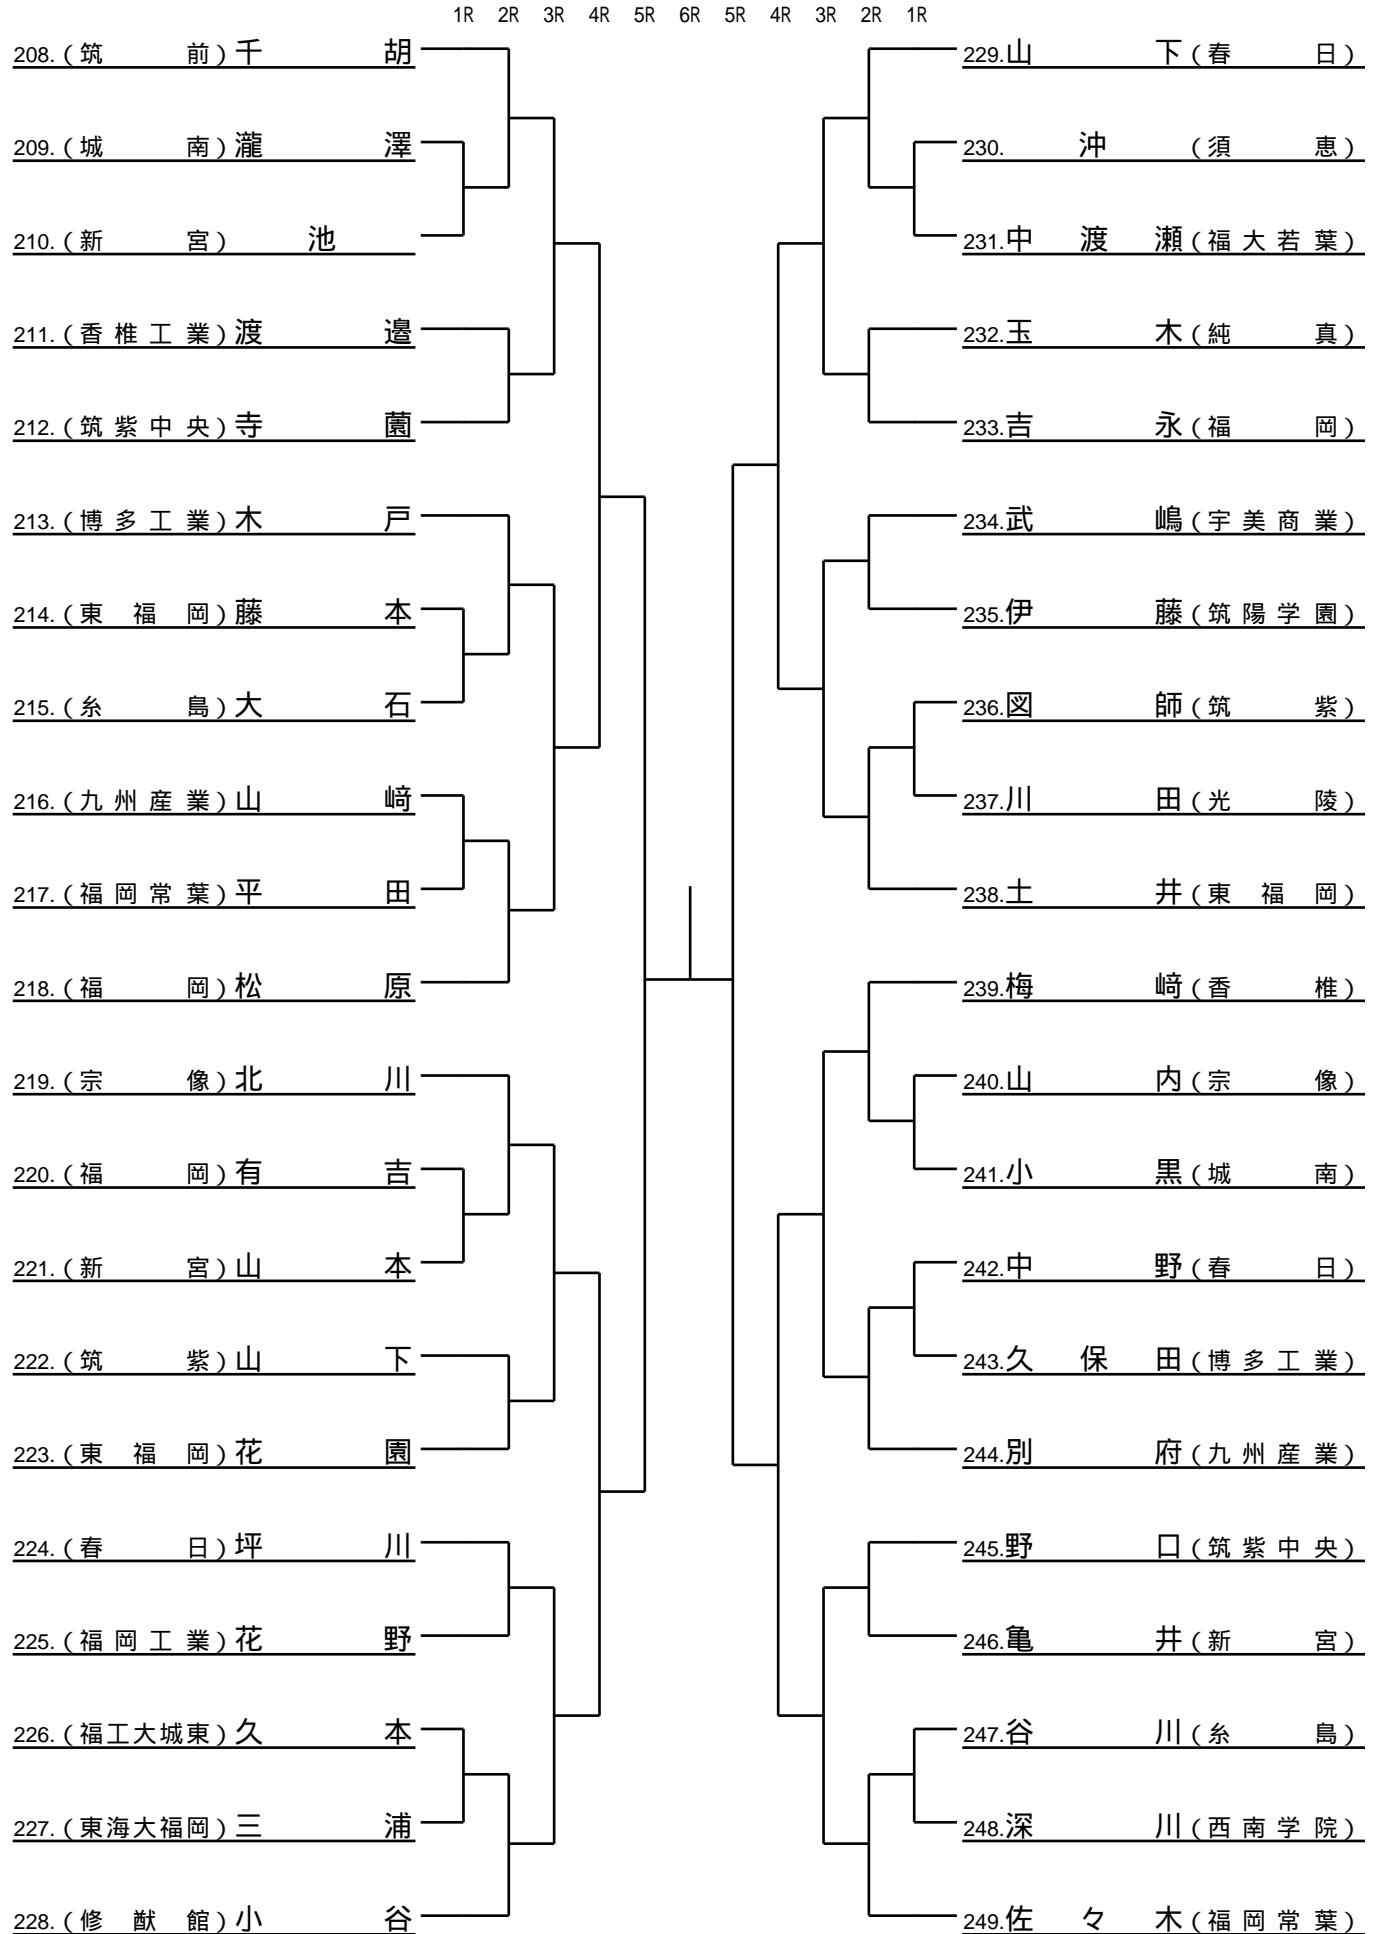 1R 2R 3R 4R 5R 6R 5R 4R 3R 2R 1R
208.(筑前)千胡
209.(城南)瀧澤
210.(新宮)池
211.(香椎工業)渡邉
212.(筑紫中央)寺薗
213.(博多工業)木戸
214.(東福岡)藤本
215.(糸島)大石
216.(九州産業)山﨑
217.(福岡常葉)平田
218.(福岡)松原
219.(宗像)北川
220.(福岡)有吉
221.(新宮)山本
222.(筑紫)山下
223.(東福岡)花園
224.(春日)坪川
225.(福岡工業)花野
226.(福工大城東)久本
227.(東海大福岡)三浦
228.(修猷館)小谷
229.山下(春日)
230.沖(須恵)
231.中渡瀬(福大若葉)
232.玉木(純真)
233.吉永(福岡)
234.武嶋(宇美商業)
235.伊藤(筑陽学園)
236.図師(筑紫)
237.川田(光陵)
238.土井(東福岡)
239.梅﨑(香椎)
240.山内(宗像)
241.小黒(城南)
242.中野(春日)
243.久保田(博多工業)
244.別府(九州産業)
245.野口(筑紫中央)
246.亀井(新宮)
247.谷川(糸島)
248.深川(西南学院)
249.佐々木(福岡常葉)